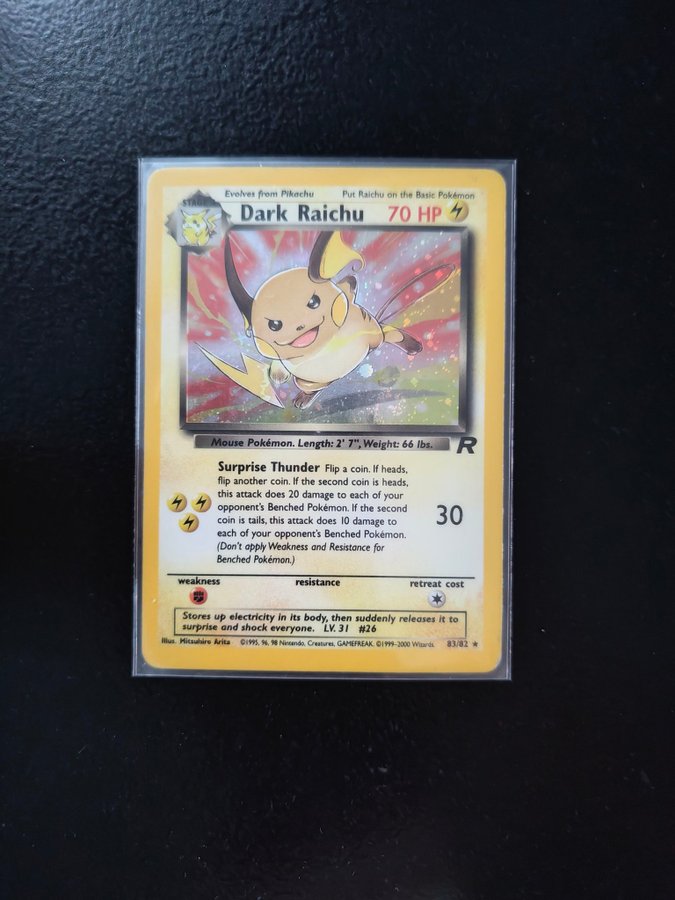 Evolves from Pikachu Put Raichu on the Basic Pokémon
STAGE
Dark Raichu 70 HP
Mouse Pokémon. Length: 2' 7", Weight: 66 lbs.
R
Surprise Thunder Flip a coin. If heads,
flip another coin. If the second coin is heads,
this attack does 20 damage to each of your
opponent's Benched Pokémon. If the second
coin is tails, this attack does 10 damage to
each of your opponent's Benched Pokémon.
(Don't apply Weakness and Resistance for
Benched Pokémon.)
30
weakness resistance retreat cost
Stores up electricity in its body, then suddenly releases it to
surprise and shock everyone. LV. 31 #26
Illus. Mitsuhiro Arita ©1995, 96, 98 Nintendo, Creatures, GAMEFREAK. ©1999-2000 Wizards. 83/82 ★